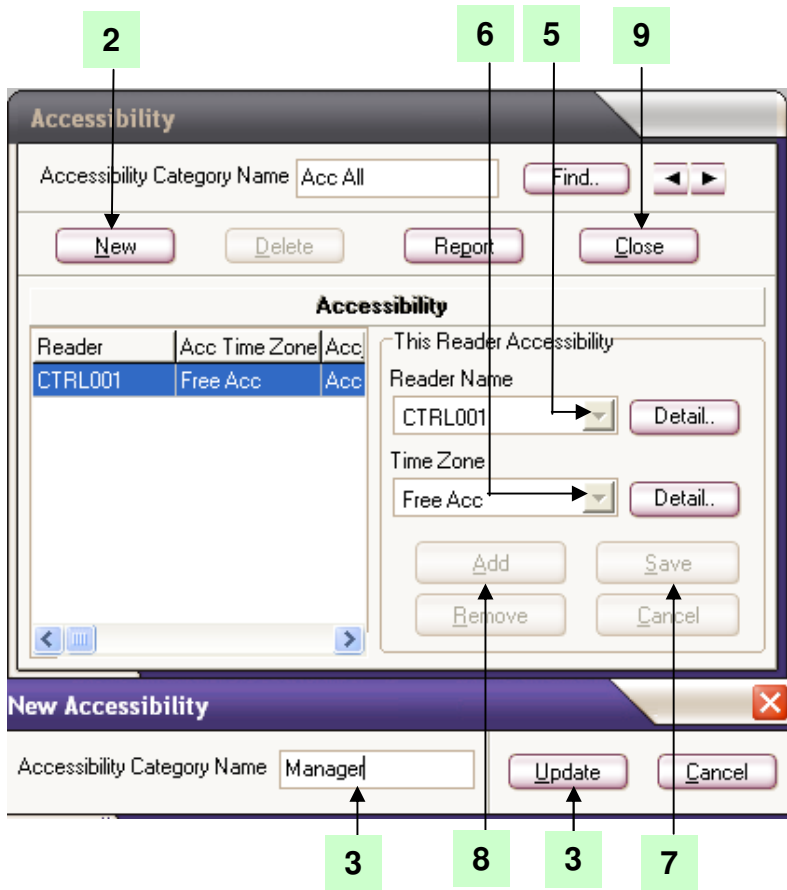 2 6 5 9
Accessibility
Accessibility Category Name Acc All Find..
New Delete Report Close
Accessibility
Reader Acc Time Zone Acc
CTRL001 Free Acc Acc
This Reader Accessibility
Reader Name
CTRL001 Detail..
Time Zone
Free Acc Detail..
Add Save
Remove Cancel
New Accessibility
Accessibility Category Name Manager Update Cancel
3 8 3 7